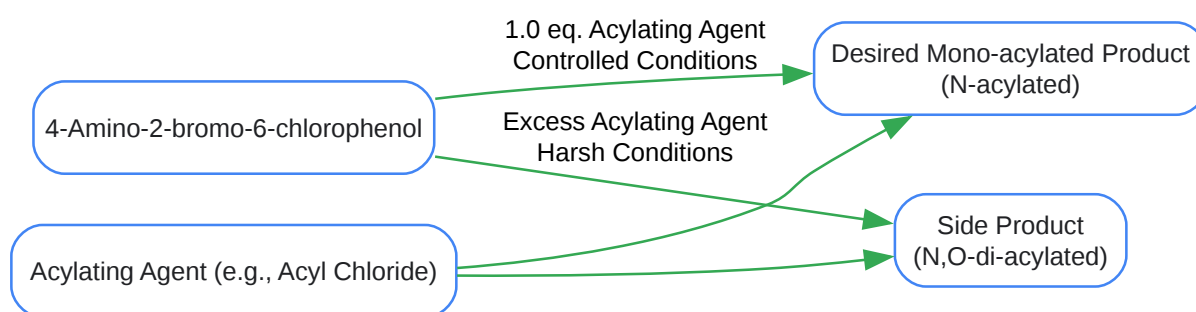 1.0 eq. Acylating Agent
Controlled Conditions
Desired Mono-acylated Product
(N-acylated)
4-Amino-2-bromo-6-chlorophenol
Excess Acylating Agent
Harsh Conditions
Side Product
(N,O-di-acylated)
Acylating Agent (e.g., Acyl Chloride)